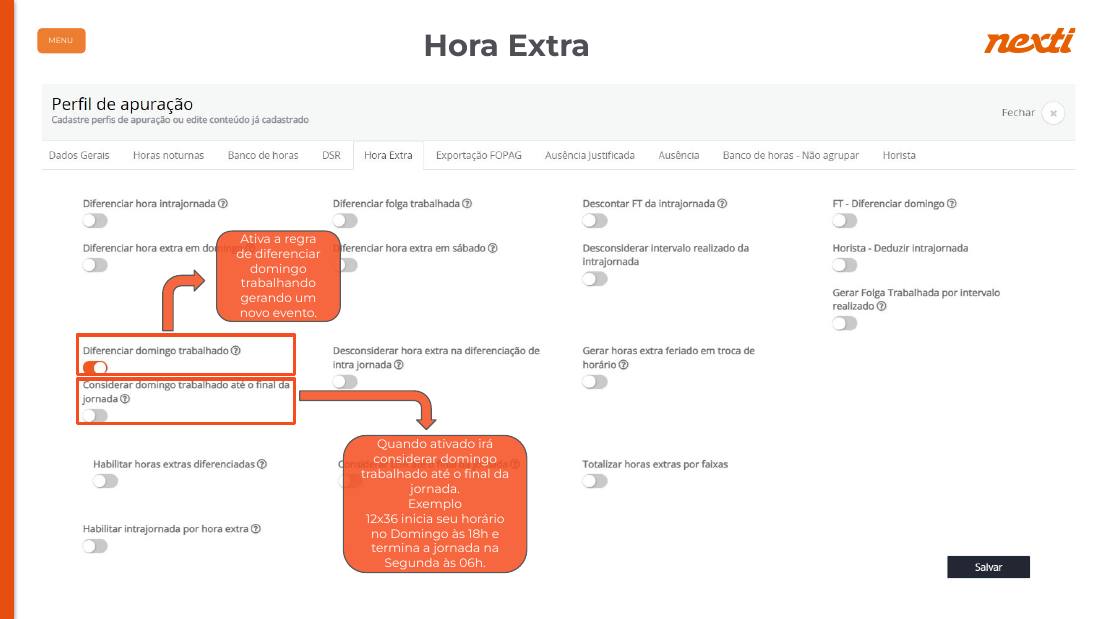 MENU
Hora Extra
nexti
Perfil de apuração
Cadastre perfis de apuração ou edite conteúdo já cadastrado
Fechar
Dados Gerais
Horas noturnas
Banco de horas
DSR
Hora Extra
Exportação FOPAG
Ausência Justificada
Ausência
Banco de horas - Não agrupar
Horista
Diferenciar hora intrajornada
Diferenciar folga trabalhada
Descontar FT da intrajornada
FT - Diferenciar domingo
Diferenciar hora extra em
Diferenciar hora extra em sábado
Desconsiderar intervalo realizado da
intrajornada
Horista - Deduzir intrajornada
Gerar Folga Trabalhada por intervalo
realizado
Ativa a regra
de diferenciar
domingo
trabalhando
gerando um
novo evento.
Diferenciar domingo trabalhado
Desconsiderar hora extra na diferenciação de
intra jornada
Gerar horas extra feriado em troca de
horário
Considerar domingo trabalhado até o final da
jornada
Quando ativado irá
considerar domingo
trabalhado até o final da
jornada.
Exemplo
12x36 inicia seu horário
no Domingo às 18h e
termina a jornada na
Segunda às 06h.
Habilitar horas extras diferenciadas
Totalizar horas extras por faixas
Habilitar intrajornada por hora extra
Salvar